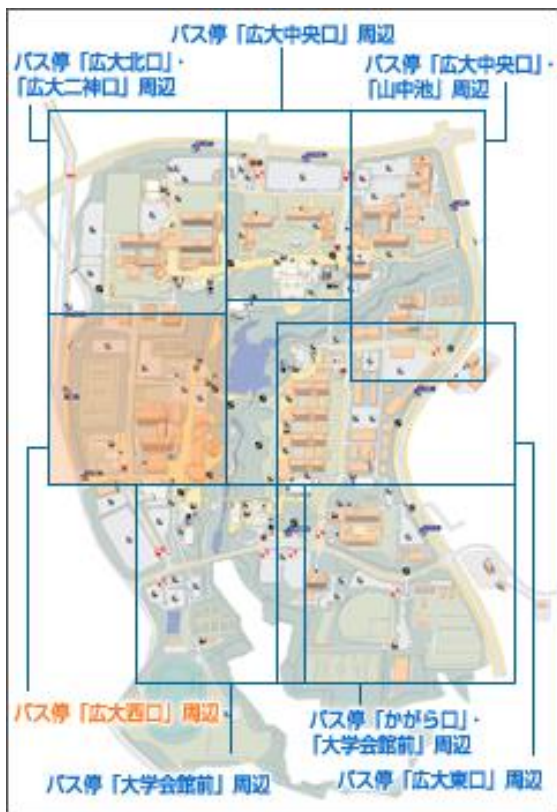 バス停「広大中央口」周辺
バス停「広大北口」・
「広大二神口」周辺
バス停「広大中央口」・
「山中池」周辺
バス停「広大西口」周辺
バス停「かがら口」・
「大学会館前」周辺
バス停「大学会館前」周辺
バス停「広大東口」周辺